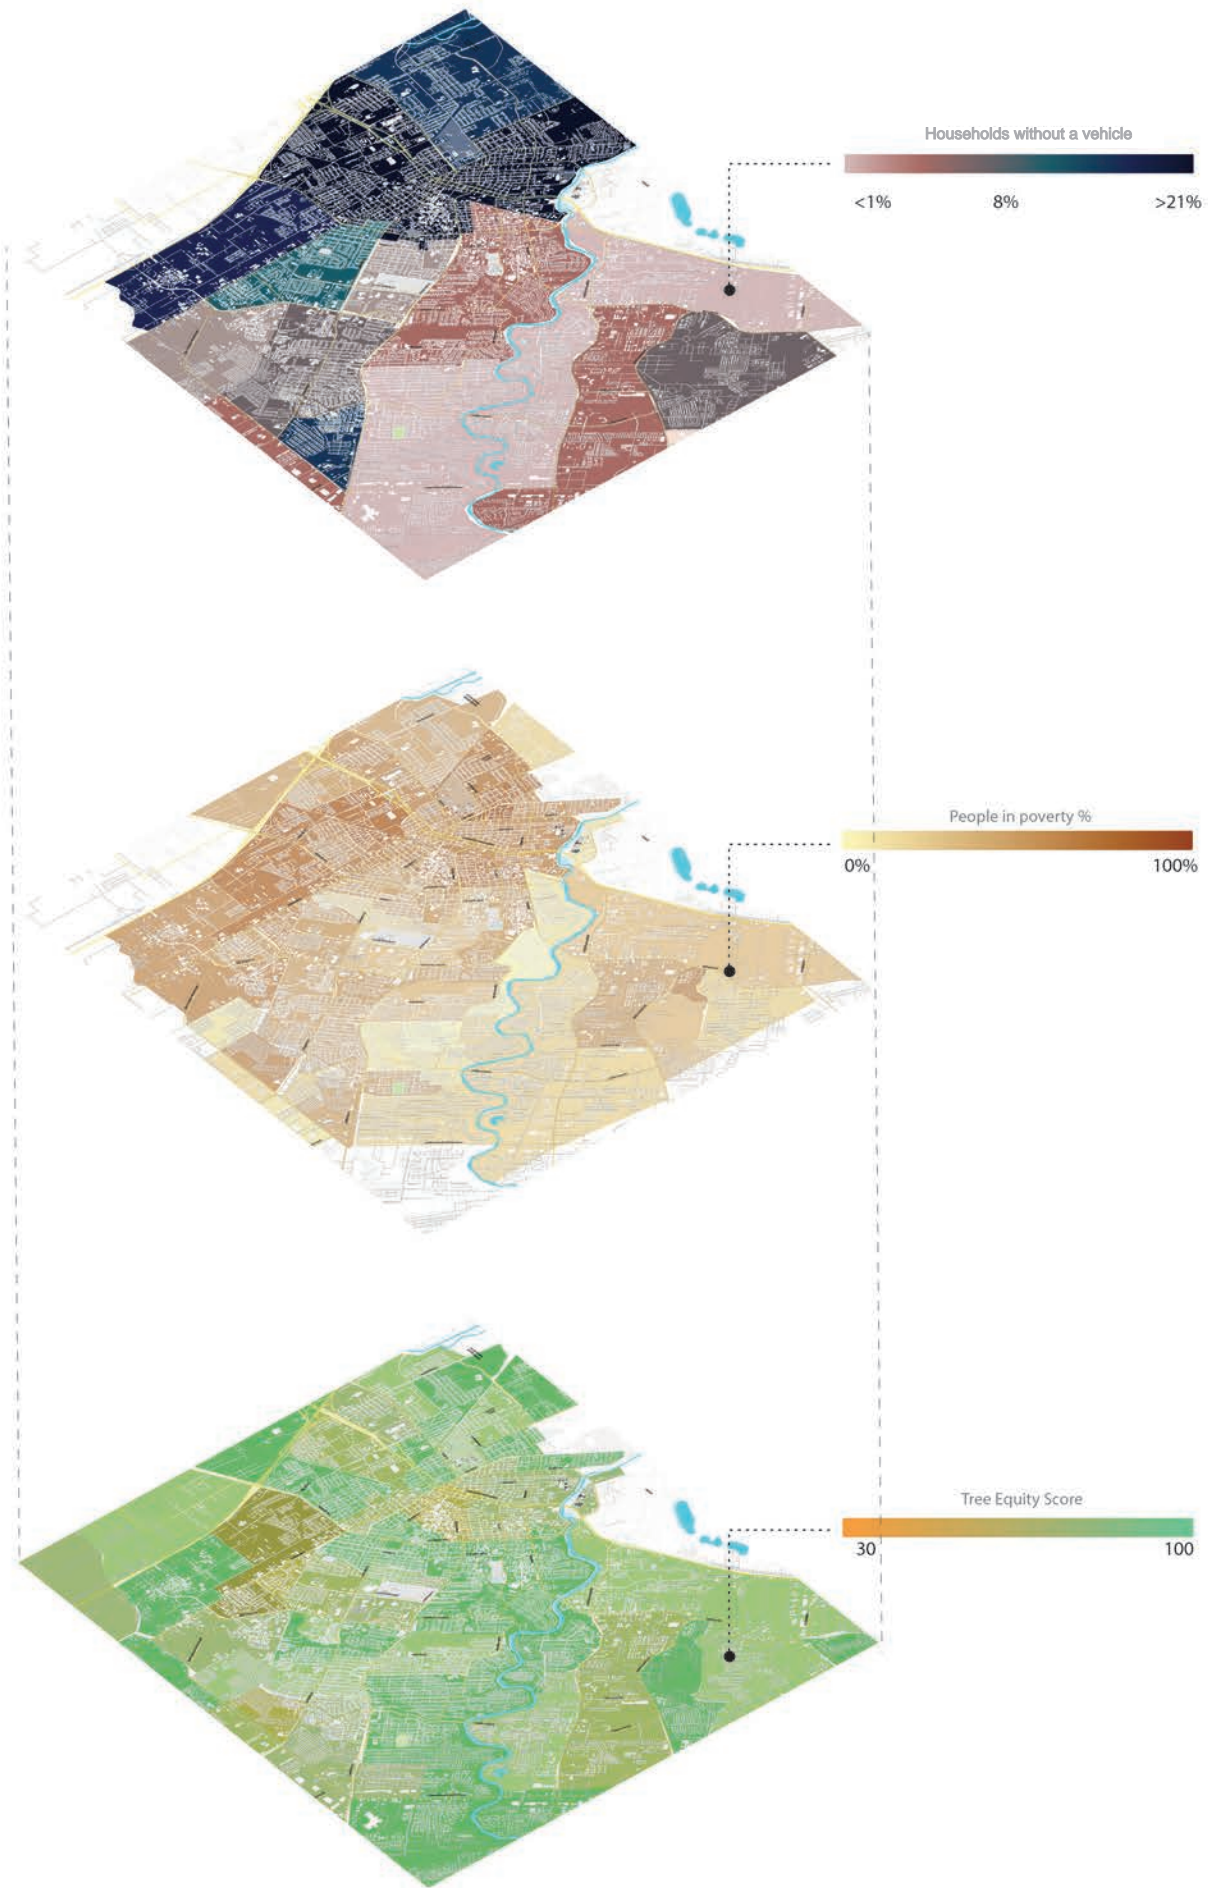 Households without a vehicle
<1% 8% >21%
People in poverty %
0% 100%
Tree Equity Score
30 100